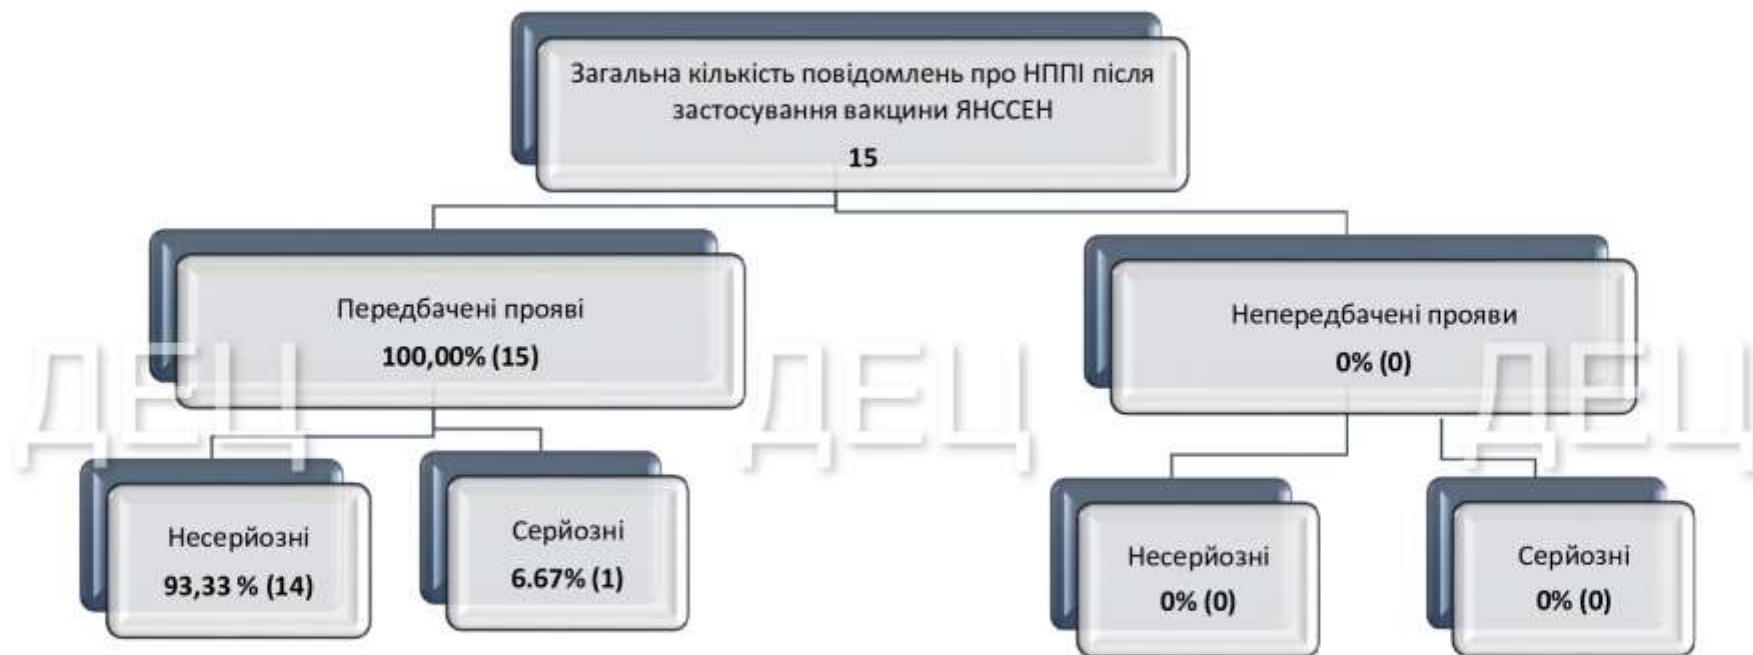 Загальна кількість повідомлень про НППІ після
застосування вакцини ЯНССЕН
15
Передбачені прояві
100,00% (15)
Непередбачені прояви
0% (0)
ДЕЦ
ДЕЦ
ДЕЦ
Несерйозні
93,33 % (14)
Серйозні
6.67% (1)
Несерйозні
0% (0)
Серйозні
0% (0)